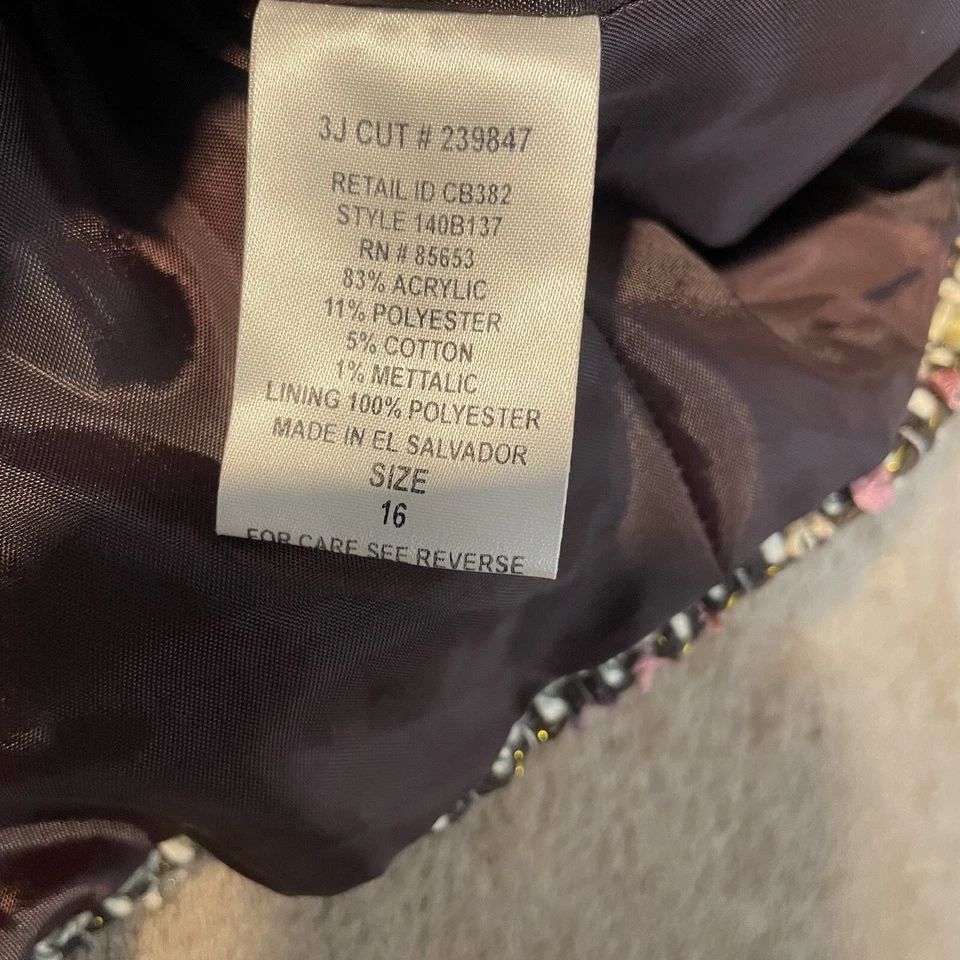 3J CUT # 239847
RETAIL ID CB382
STYLE 140B137
RN # 85653
83% ACRYLIC
11% POLYESTER
5% COTTON
1% METTALIC
LINING 100% POLYESTER
MADE IN EL SALVADOR
SIZE
16
FOR CARE SEE REVERSE